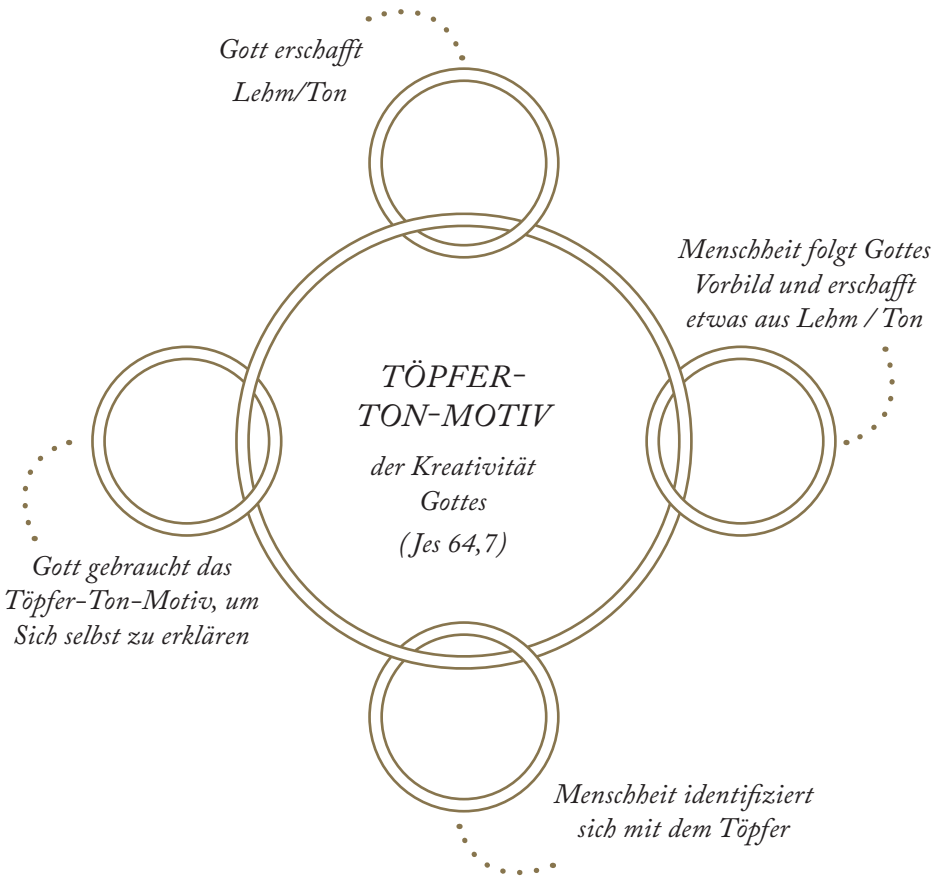 Gott erschafft
Lehm/Ton
Menschheit folgt Gottes
Vorbild und erschafft
etwas aus Lehm / Ton
TÖPFER-
TON-MOTIV
der Kreativität
Gottes
(Jes 64,7)
Gott gebraucht das
Töpfer-Ton-Motiv, um
Sich selbst zu erklären
Menschheit identifiziert
sich mit dem Töpfer